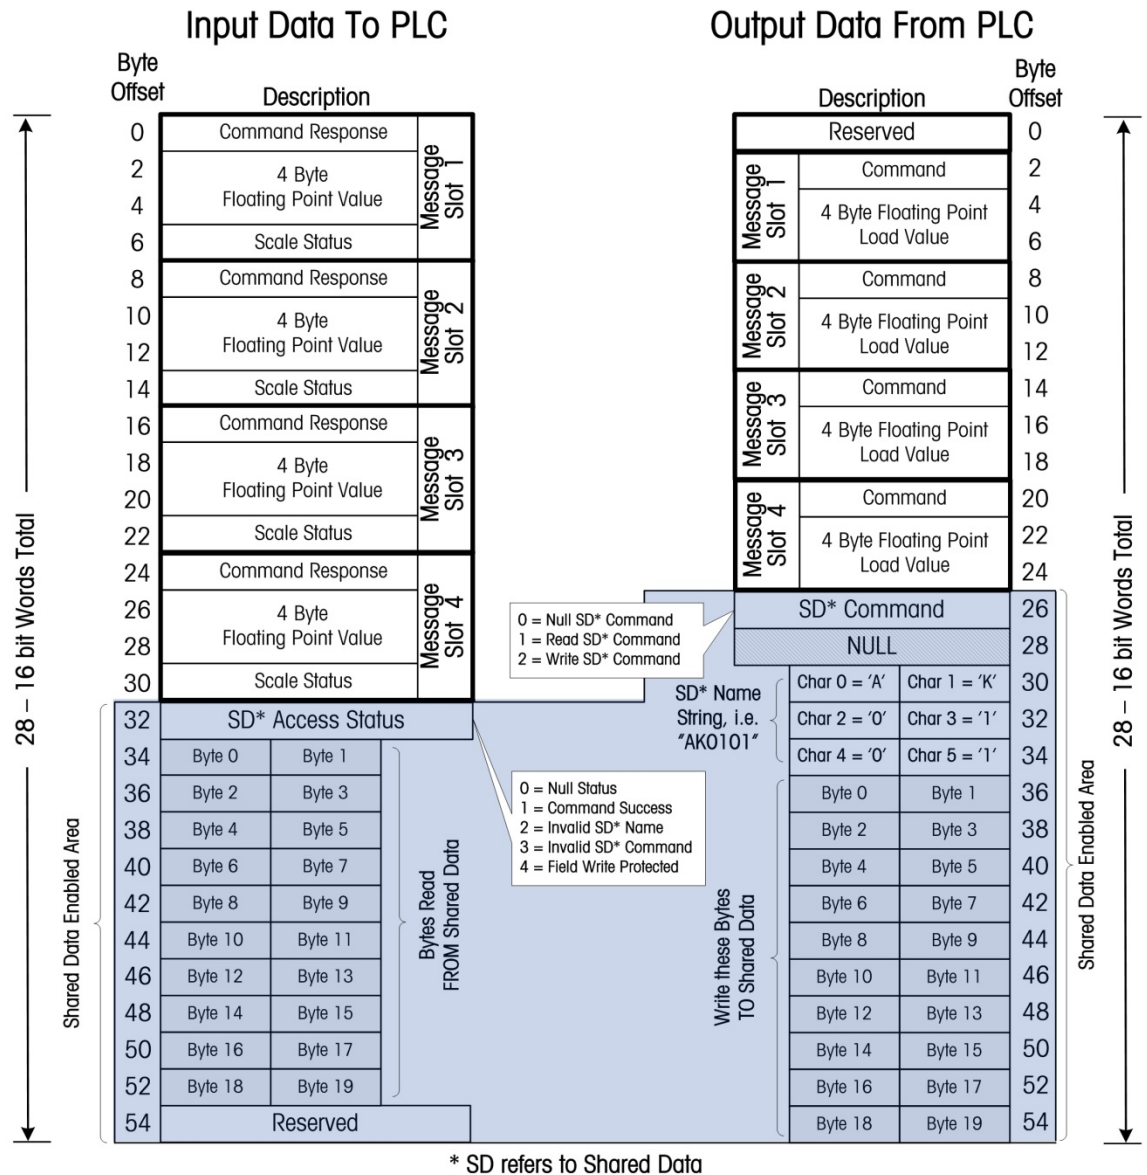 Input Data To PLC
Output Data From PLC
Byte
Offset
Description
28 – 16 bit Words Total
0
Command Response
2
4 Byte
4
Floating Point Value
6
Scale Status
Message
Slot 1
8
Command Response
10
4 Byte
12
Floating Point Value
14
Scale Status
Message
Slot 2
16
Command Response
18
4 Byte
20
Floating Point Value
22
Scale Status
Message
Slot 3
24
Command Response
26
4 Byte
28
Floating Point Value
30
Scale Status
Message
Slot 4
Shared Data Enabled Area
32 SD* Access Status
34 Byte 0 Byte 1
36 Byte 2 Byte 3
38 Byte 4 Byte 5
40 Byte 6 Byte 7
42 Byte 8 Byte 9
44 Byte 10 Byte 11
46 Byte 12 Byte 13
48 Byte 14 Byte 15
50 Byte 16 Byte 17
52 Byte 18 Byte 19
54 Reserved
Bytes Read
FROM Shared Data
0 = Null Status
1 = Command Success
2 = Invalid SD* Name
3 = Invalid SD* Command
4 = Field Write Protected
Description
Byte
Offset
Reserved 0
Message
Slot 1
Command 2
4 Byte Floating Point 4
Load Value 6
Message
Slot 2
Command 8
4 Byte Floating Point 10
Load Value 12
Message
Slot 3
Command 14
4 Byte Floating Point 16
Load Value 18
Message
Slot 4
Command 20
4 Byte Floating Point 22
Load Value 24
0 = Null SD* Command
1 = Read SD* Command
2 = Write SD* Command
SD* Command 26
NULL 28
SD* Name
String, i.e.
"AK0101"
Char 0 = 'A' Char 1 = 'K' 30
Char 2 = '0' Char 3 = '1' 32
Char 4 = '0' Char 5 = '1' 34
Write these Bytes
TO Shared Data
Byte 0 Byte 1 36
Byte 2 Byte 3 38
Byte 4 Byte 5 40
Byte 6 Byte 7 42
Byte 8 Byte 9 44
Byte 10 Byte 11 46
Byte 12 Byte 13 48
Byte 14 Byte 15 50
Byte 16 Byte 17 52
Byte 18 Byte 19 54
Shared Data Enabled Area
28 – 16 bit Words Total
* SD refers to Shared Data